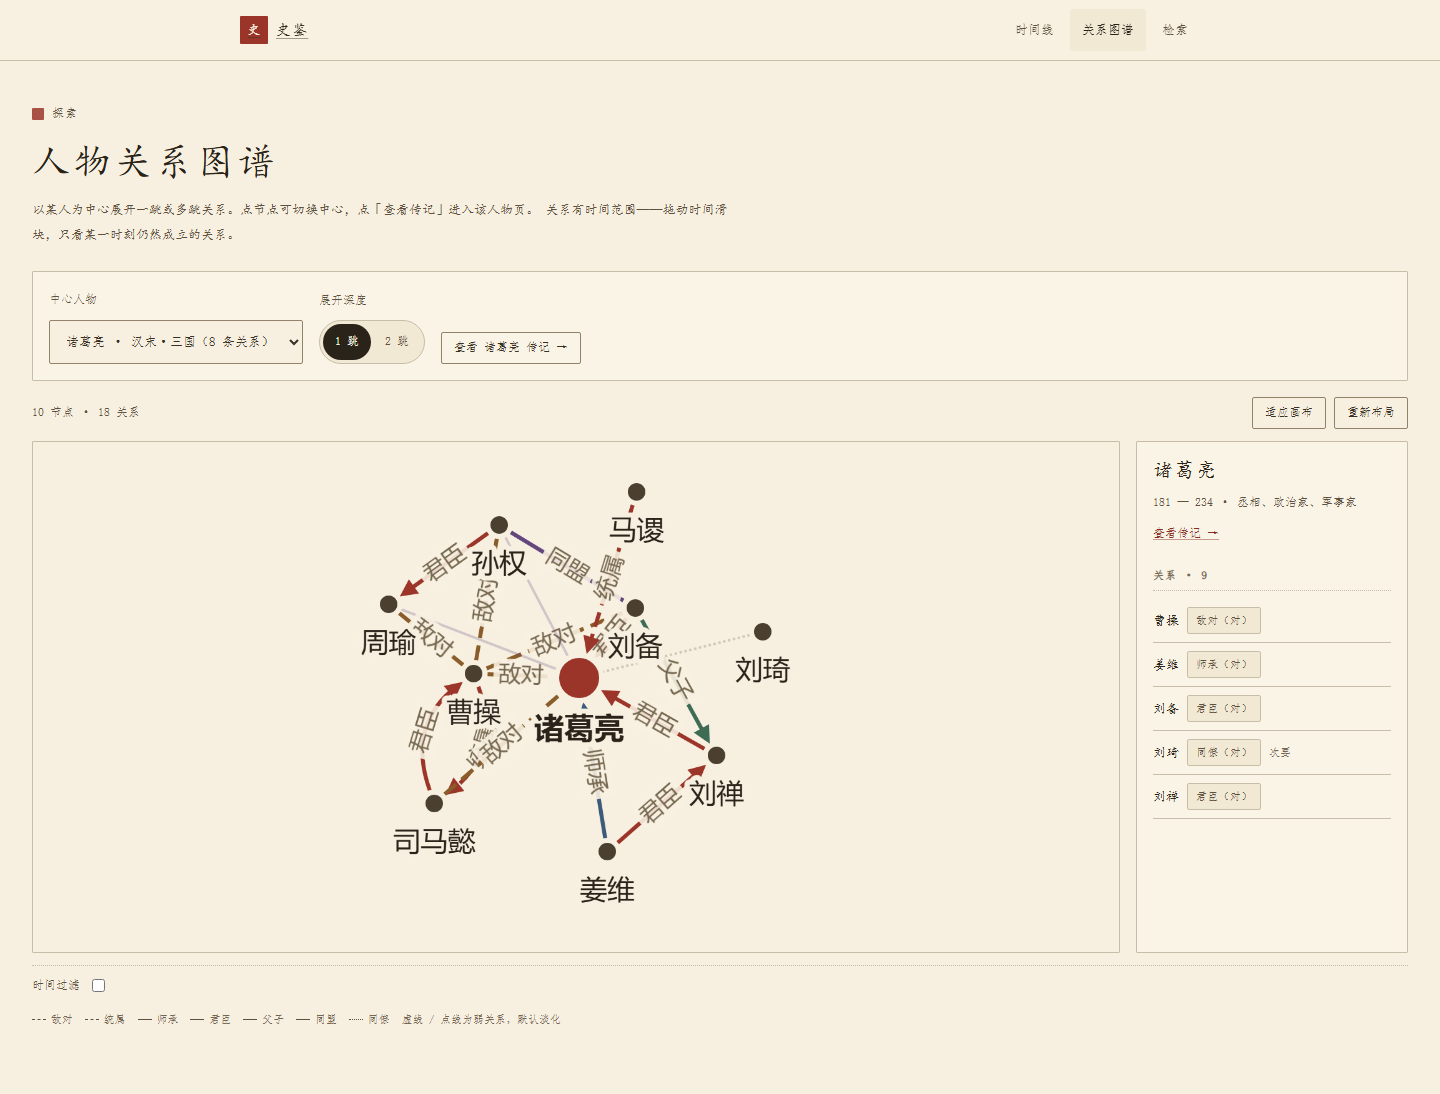 史 史鉴
时间线 关系图谱 检索
探索
人物关系图谱
以某人为中心展开一跳或多跳关系。点节点可切换中心，点「查看传记」进入该人物页。 关系有时间范围——拖动时间滑
块，只看某一时刻仍然成立的关系。
中心人物
展开深度
诸葛亮 · 汉末·三国（8 条关系）
1 跳 2 跳
查看 诸葛亮 传记 →
10 节点 · 18 关系
适应画布 重新布局
马谡
孙权
君臣
同盟
统属
敌对
周瑜
敌对
敌对
刘备
刘琦
敌对
父子
曹操
诸葛亮
君臣
君臣
敌对
师承
刘禅
君臣
司马懿
姜维
诸葛亮
181 — 234 · 丞相、政治家、军事家
查看传记 →
关系 · 9
曹操 敌对（对）
姜维 师承（对）
刘备 君臣（对）
刘琦 同僚（对） 次要
刘禅 君臣（对）
时间过滤
敌对 统属 师承 君臣 父子 同盟 同僚 虚线 / 点线为弱关系，默认淡化